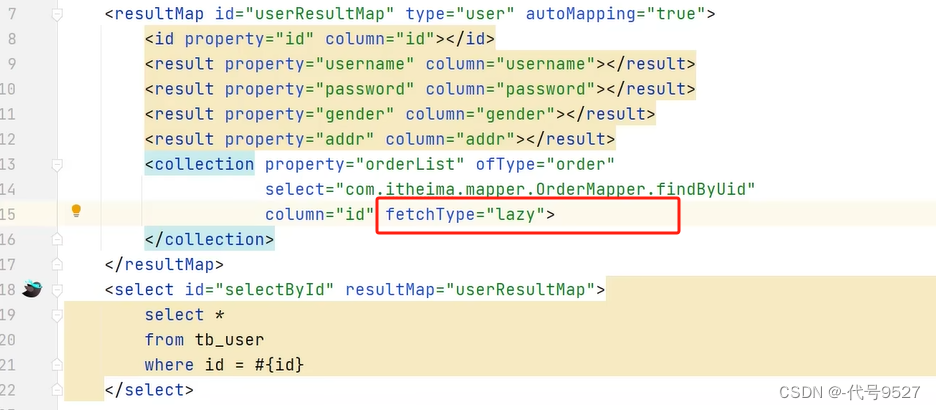 7 <resultMap id="userResultMap" type="user" autoMapping="true">
8 <id property="id" column="id"></id>
9 <result property="username" column="username"></result>
10 <result property="password" column="password"></result>
11 <result property="gender" column="gender"></result>
12 <result property="addr" column="addr"></result>
13 <collection property="orderList" ofType="order"
14 select="com.itheima.mapper.OrderMapper.findByUid"
15 column="id" fetchType="lazy">
16 </collection>
17 </resultMap>
18 <select id="selectById" resultMap="userResultMap">
19 select *
20 from tb_user
21 where id = #{id}
22 </select>
CSDN @-代号9527